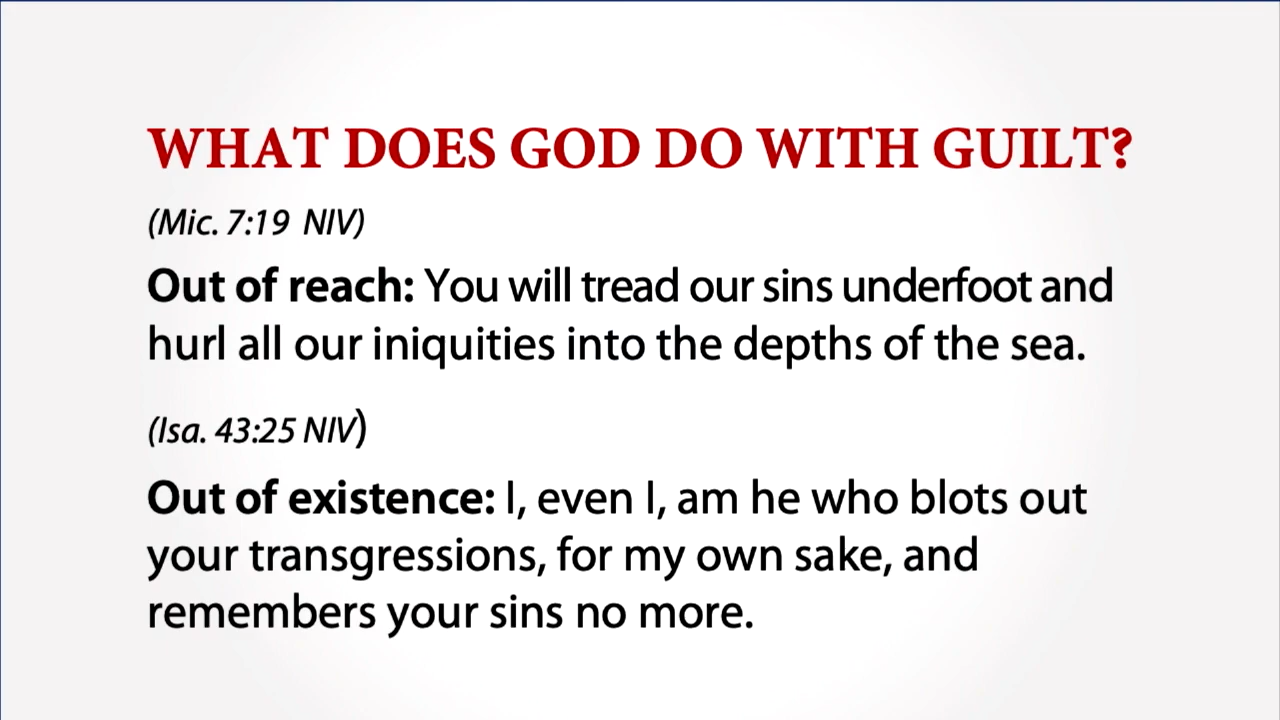 WHAT DOES GOD DO WITH GUILT?
(Mic. 7:19 NIV)
Out of reach: You will tread our sins underfoot and
hurl all our iniquities into the depths of the sea.
(Isa. 43:25 NIV)
Out of existence: I, even I, am he who blots out
your transgressions, for my own sake, and
remembers your sins no more.